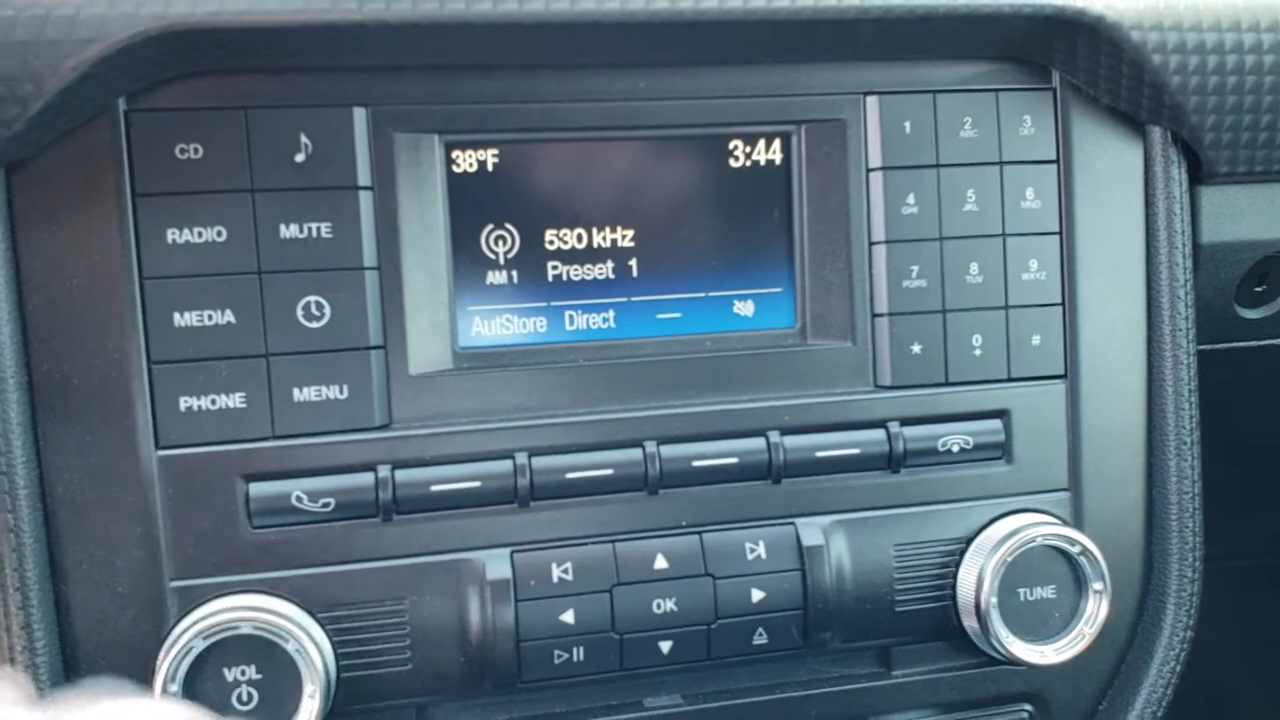 CD
RADIO
MUTE
MEDIA
PHONE
MENU
38°F
3:44
530 kHz
AM 1
Preset 1
AutStore Direct —
1
2
ABC
3
DEF
4
GHI
5
JKL
6
MNO
7
PQRS
8
TUV
9
WXYZ
*
0
+
#
OK
TUNE
VOL